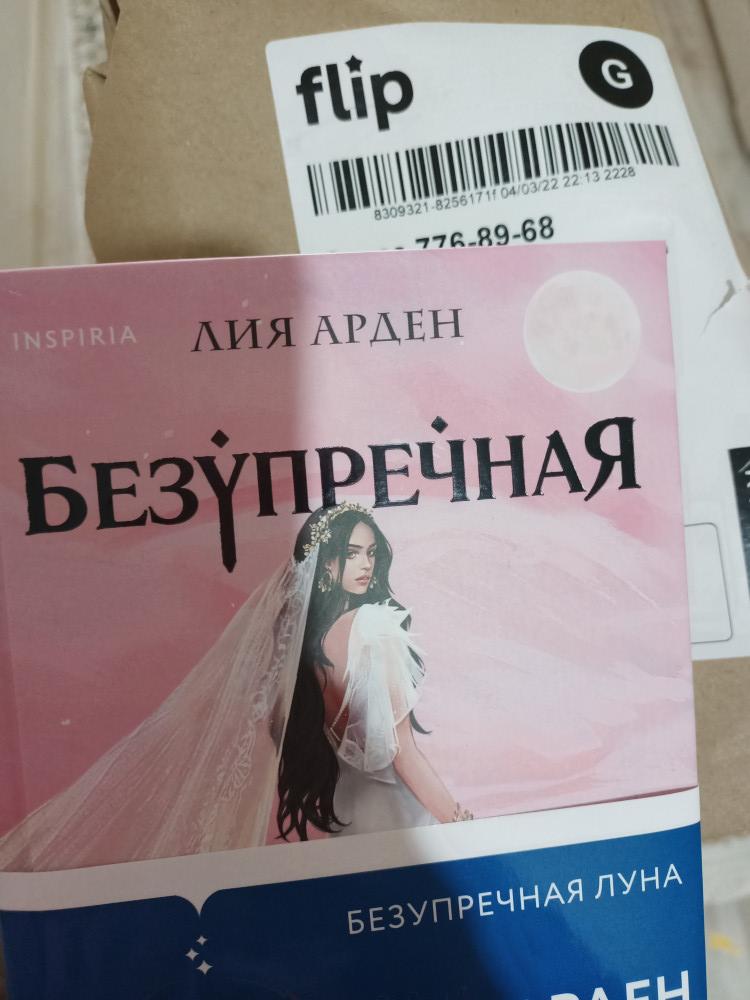 flip
G
8309321-8256171f 04/03/22 22:13 2228
776-89-68
INSPIRIA
ЛИЯ АРДЕН
БЕЗУПРЕЧНАЯ
БЕЗУПРЕЧНАЯ ЛУНА